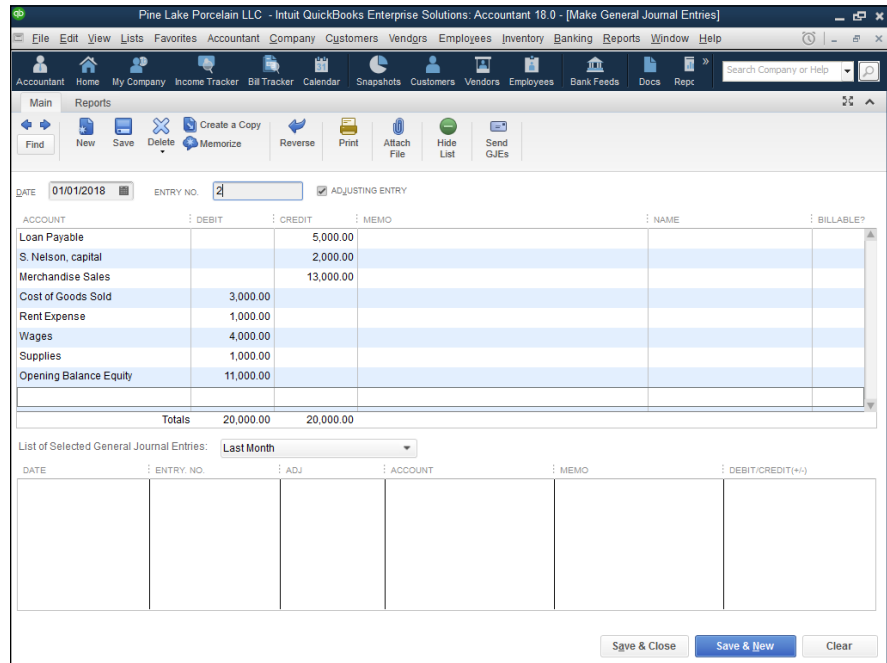 Pine Lake Porcelain LLC - Intuit QuickBooks Enterprise Solutions: Accountant 18.0 - [Make General Journal Entries]
File Edit View Lists Favorites Accountant Company Customers Vendors Employees Inventory Banking Reports Window Help
Accountant Home My Company Income Tracker Bill Tracker Calendar Snapshots Customers Vendors Employees Bank Feeds Docs Repc » Search Company or Help
Main Reports
Find New Save Delete Create a Copy Memorize Reverse Print Attach File Hide List Send GJEs
DATE 01/01/2018 ENTRY NO. 2 ADJUSTING ENTRY
ACCOUNT DEBIT CREDIT MEMO NAME BILLABLE?
Loan Payable 5,000.00
S. Nelson, capital 2,000.00
Merchandise Sales 13,000.00
Cost of Goods Sold 3,000.00
Rent Expense 1,000.00
Wages 4,000.00
Supplies 1,000.00
Opening Balance Equity 11,000.00
Totals 20,000.00 20,000.00
List of Selected General Journal Entries: Last Month
DATE ENTRY. NO. ADJ ACCOUNT MEMO DEBIT/CREDIT(+/-)
Save & Close Save & New Clear